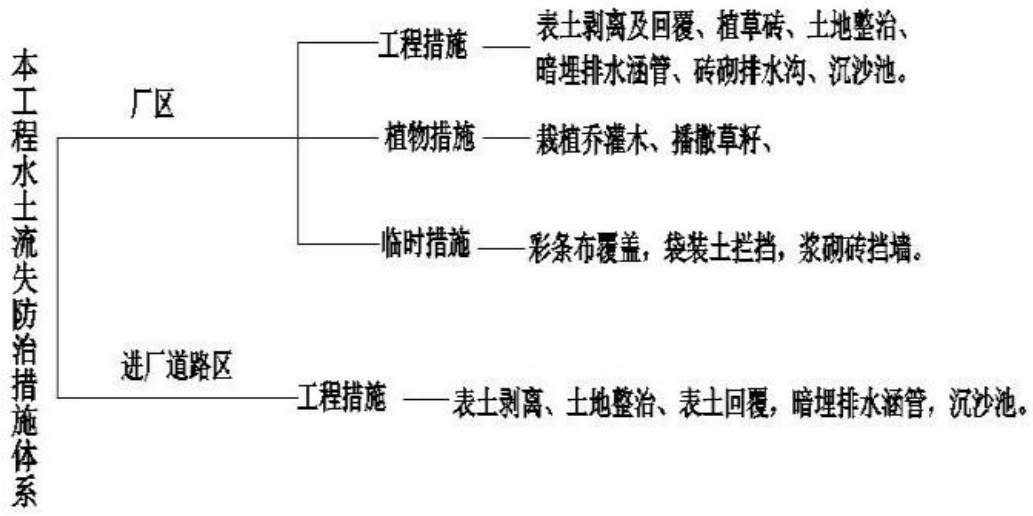 本工程水土流失防治措施体系
厂区
工程措施
表土剥离及回覆、植草砖、土地整治、
暗埋排水涵管、砖砌排水沟、沉沙池。
植物措施
栽植乔灌木、播撒草籽、
临时措施
彩条布覆盖，袋装土拦挡，浆砌砖挡墙。
进厂道路区
工程措施
表土剥离、土地整治、表土回覆，暗埋排水涵管，沉沙池。